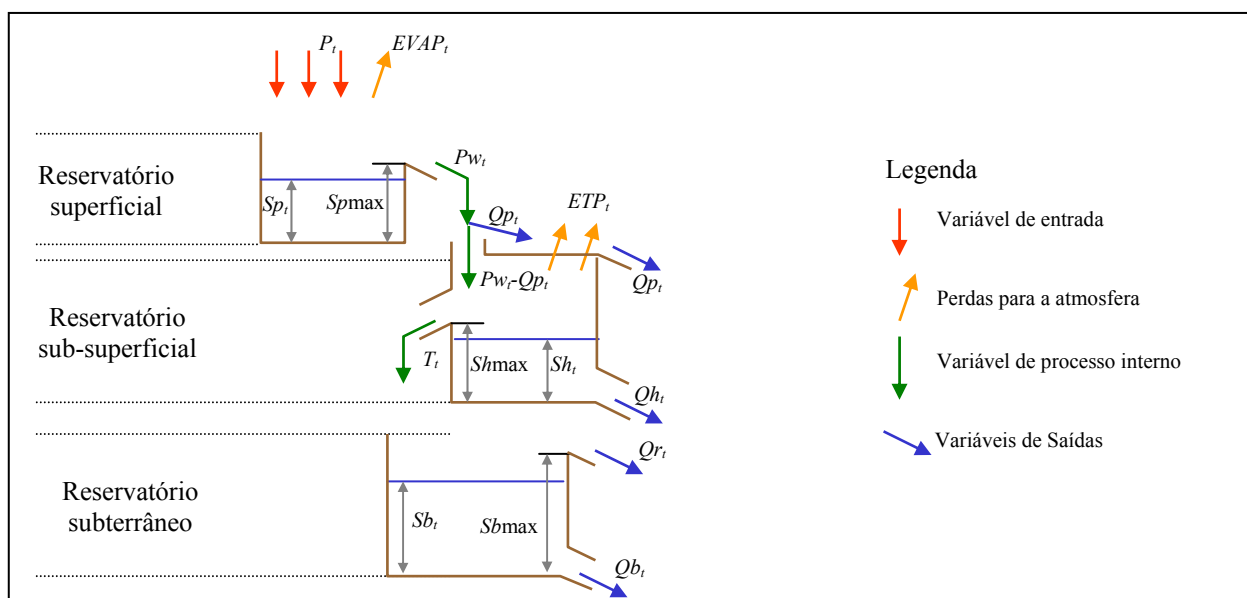 P_t
EVAP_t
Reservatório
superficial
Sp_t
Spmax
Pw_t
Qp_t
ETP_t
Pw_t-Qp_t
Qp_t
Reservatório
sub-superficial
T_t
Shmax
Sh_t
Qh_t
Reservatório
subterrâneo
Sb_t
Sbmax
Qr_t
Qb_t
Legenda
Variável de entrada
Perdas para a atmosfera
Variável de processo interno
Variáveis de Saídas